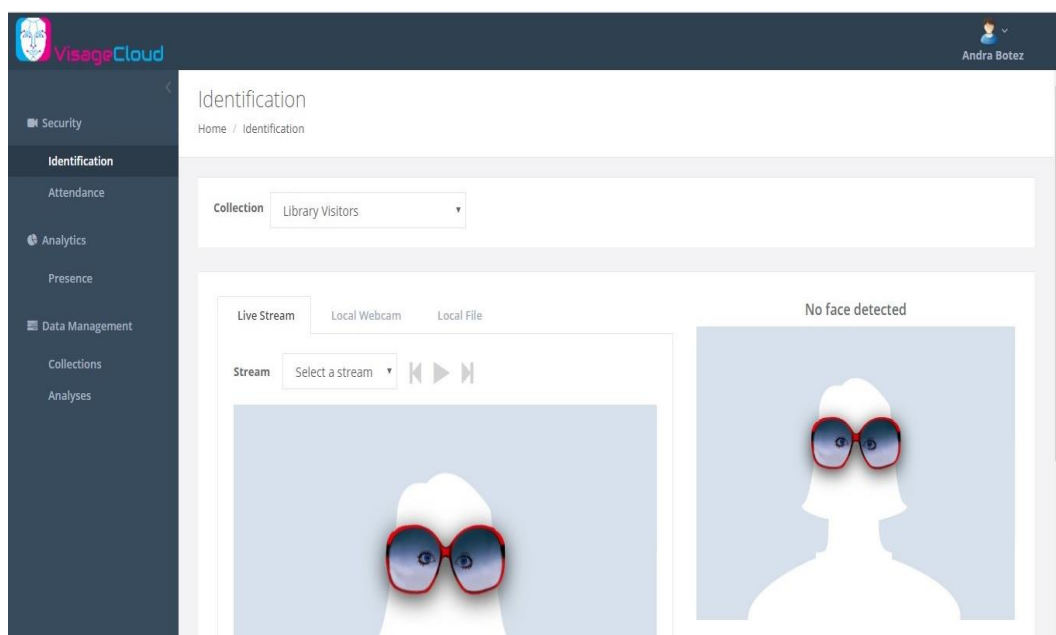 VisageCloud
Andra Botez
Security
Identification
Attendance
Analytics
Presence
Data Management
Collections
Analyses
Identification
Home / Identification
Collection Library Visitors
Live Stream Local Webcam Local File
Stream Select a stream
No face detected